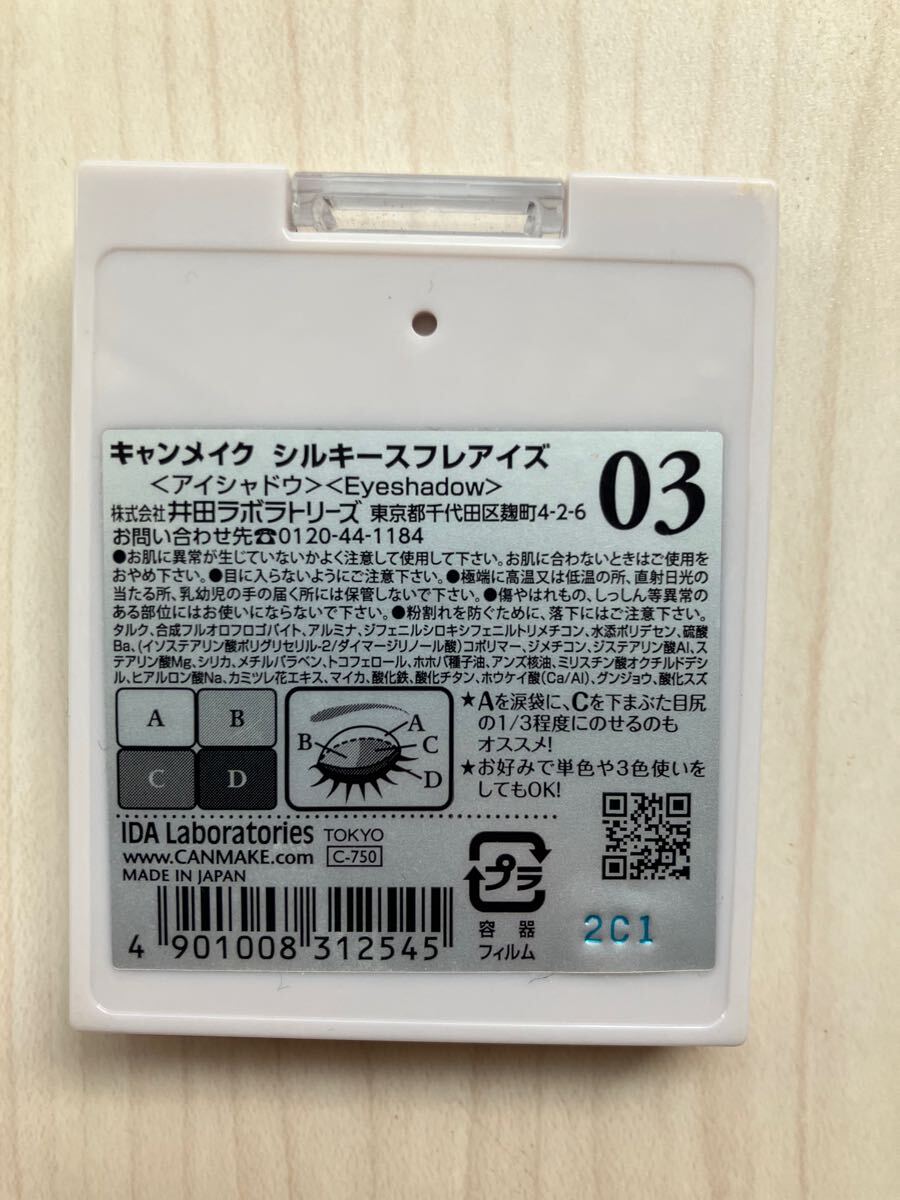 キャンメイク シルキースフレアイズ
＜アイシャドウ＞＜Eyeshadow＞
03
株式会社 井田ラボラトリーズ 東京都千代田区麹町4-2-6
お問い合わせ先☎0120-44-1184
●お肌に異常が生じていないかよく注意して使用して下さい。お肌に合わないときはご使用を
おやめ下さい。●目に入らないようにご注意下さい。●極端に高温又は低温の所、直射日光の
当たる所、乳幼児の手の届く所には保管しないで下さい。●傷やはれもの、しっしん等異常の
ある部位にはお使いにならないで下さい。●粉割れを防ぐために、落下にはご注意下さい。
タルク、合成フルオロフロゴパイト、アルミナ、ジフェニルシロキシフェニルトリメチコン、水添ポリデセン、硫酸
Ba、(イソステアリン酸ポリグリセリル-2/ダイマージリノール酸)コポリマー、ジメチコン、ジステアリン酸Al、ス
テアリン酸Mg、シリカ、メチルパラベン、トコフェロール、ホホバ種子油、アンズ核油、ミリスチン酸オクチルドデシ
ル、ヒアルロン酸Na、カミツレ花エキス、マイカ、酸化鉄、酸化チタン、ホウケイ酸(Ca/Al)、グンジョウ、酸化スズ
A B
C D
A
B C
D
★Aを涙袋に、Cを下まぶた目尻
の1/3程度にのせるのも
オススメ!
★お好みで単色や3色使いを
してもOK!
IDA Laboratories TOKYO
www.CANMAKE.com C-750
MADE IN JAPAN
4 901008 312545
プラ
容器
フィルム
2C1